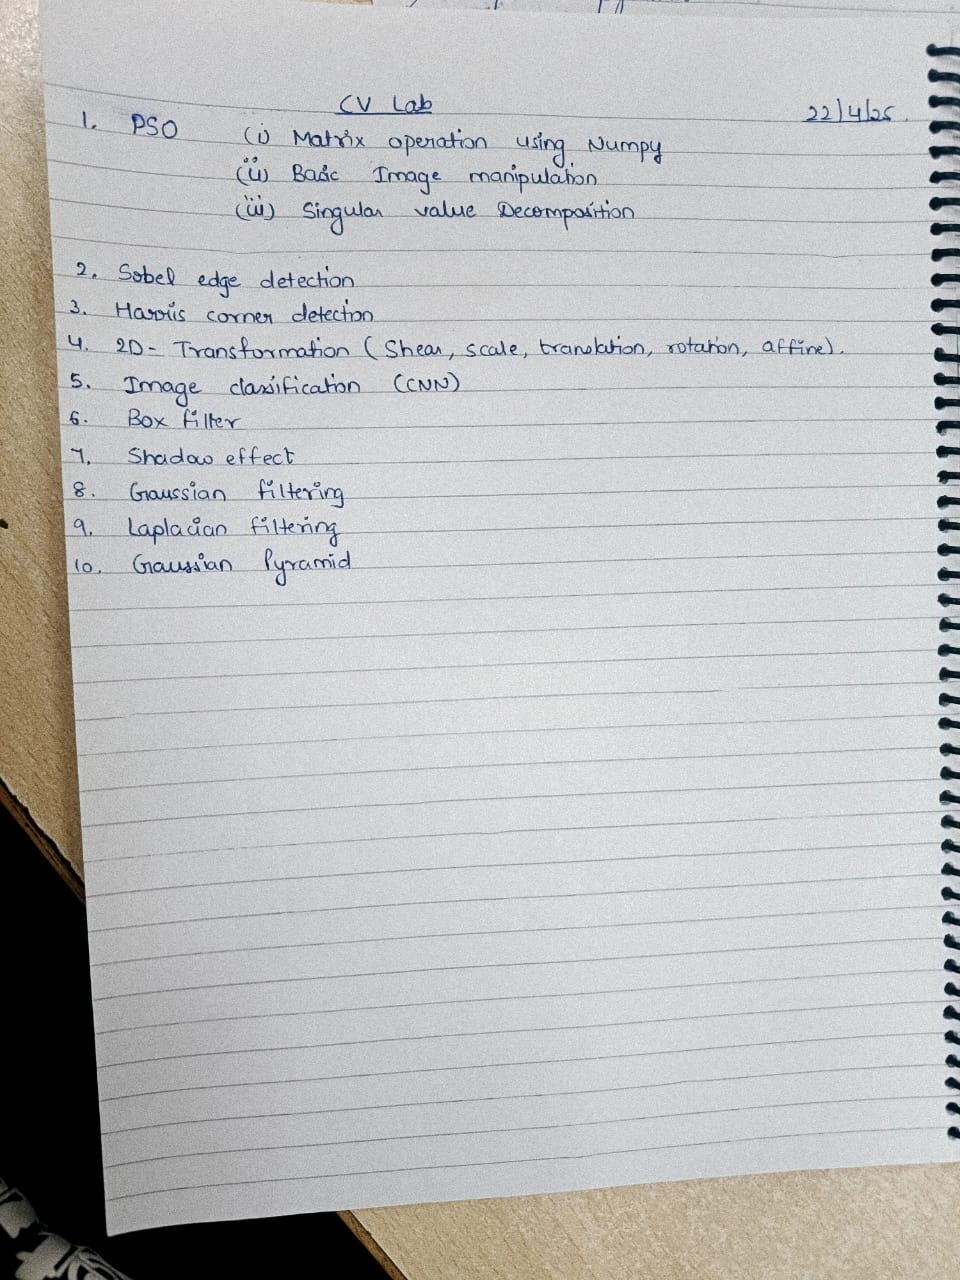 CV Lab
22/4/25.
1. PSO (i) Matrix operation using Numpy
(ii) Basic Image manipulation
(iii) Singular value Decomposition
2. Sobel edge detection
3. Harris corner detection
4. 2D- Transformation (Shear, scale, translation, rotation, affine).
5. Image classification (CNN)
6. Box filter
7. Shadow effect
8. Gaussian filtering
9. Laplacian filtering
10. Gaussian Pyramid